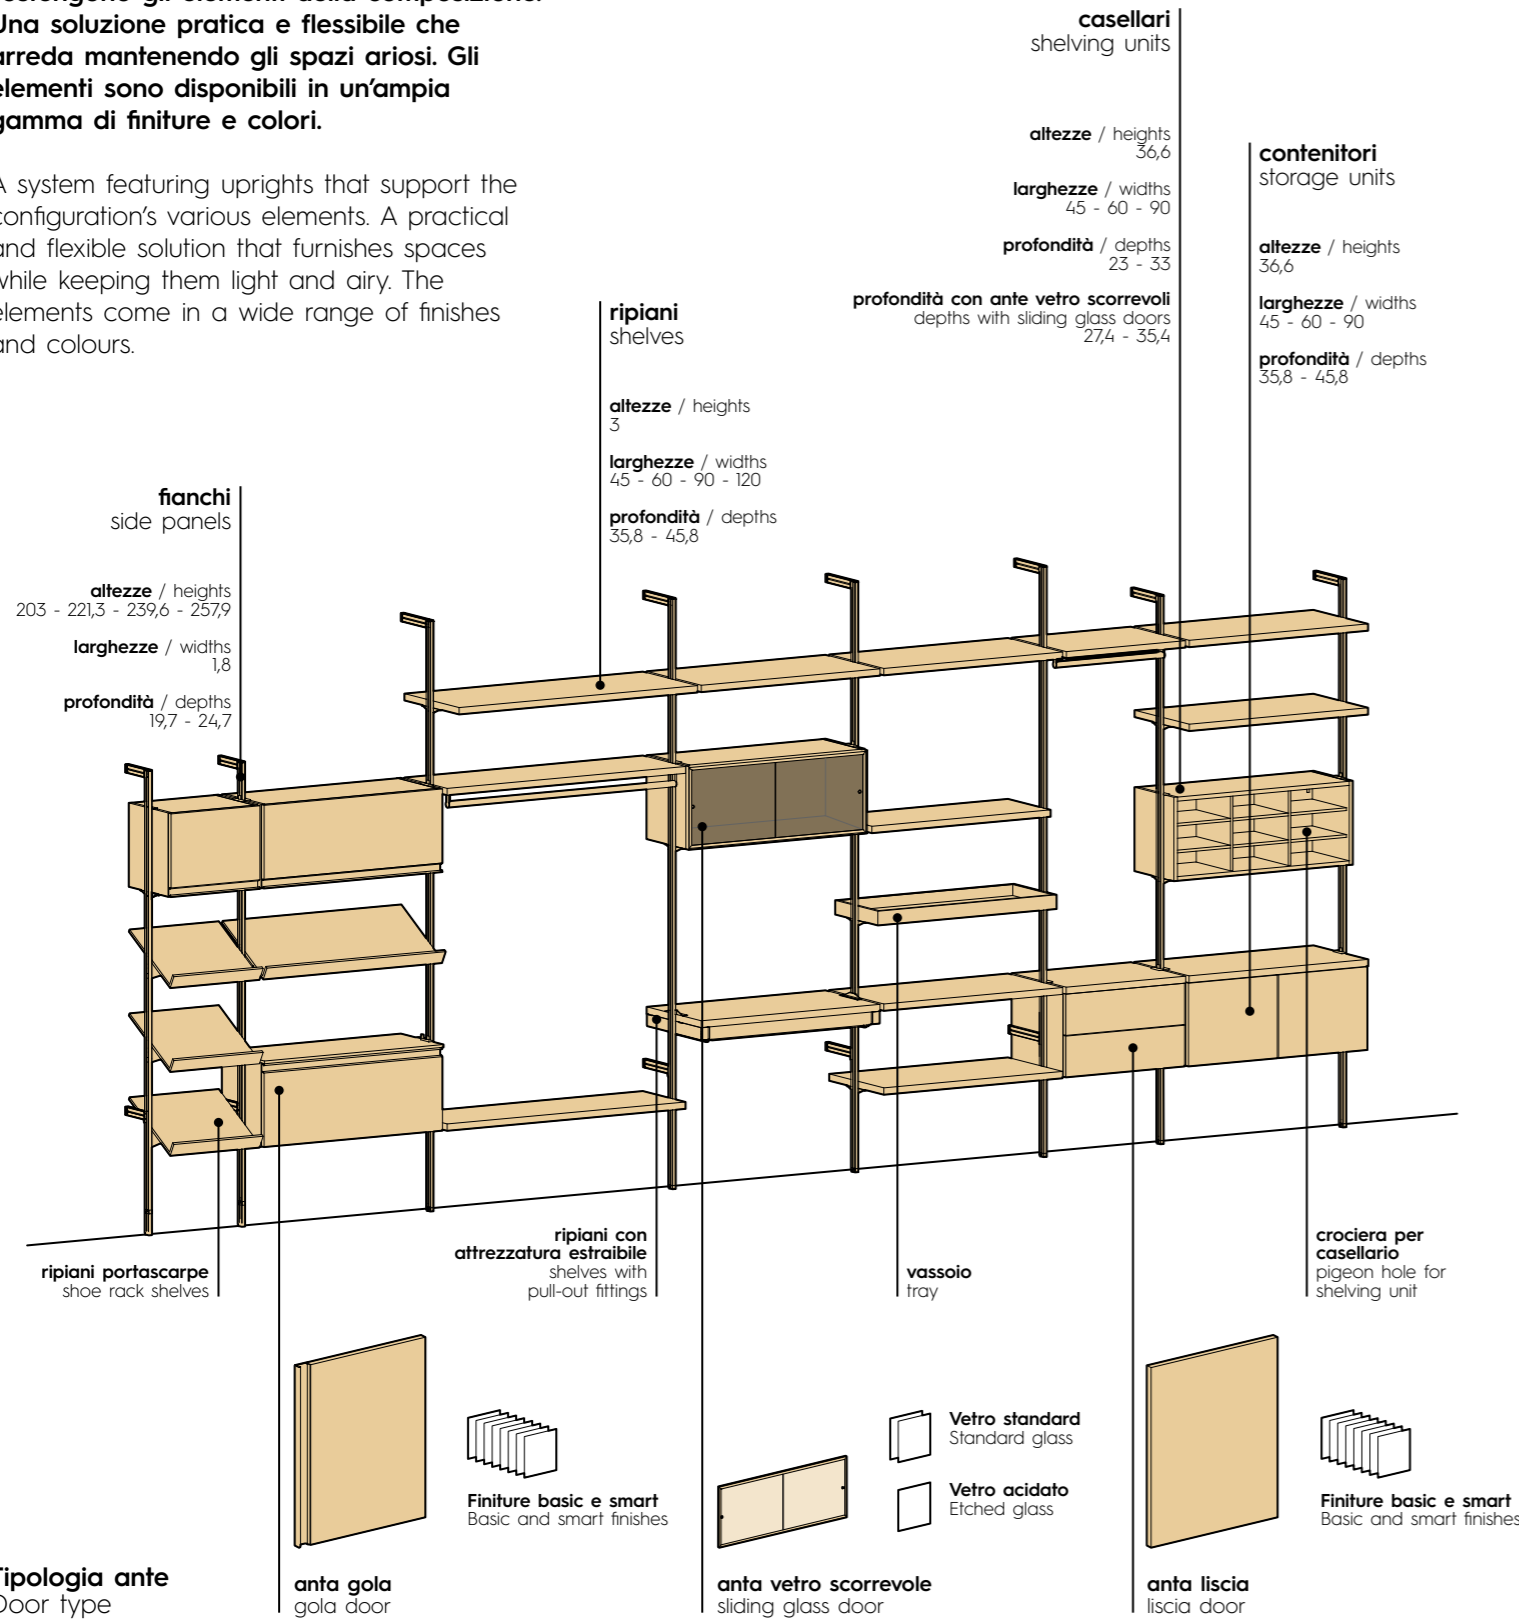 sostengono gli elementi della composizione.
Una soluzione pratica e flessibile che
arreda mantenendo gli spazi ariosi. Gli
elementi sono disponibili in un'ampia
gamma di finiture e colori.
A system featuring uprights that support the
configuration's various elements. A practical
and flexible solution that furnishes spaces
while keeping them light and airy. The
elements come in a wide range of finishes
and colours.
casellari
shelving units
altezze / heights
36,6
larghezze / widths
45 - 60 - 90
profondità / depths
23 - 33
profondità con ante vetro scorrevoli
depths with sliding glass doors
27,4 - 35,4
contenitori
storage units
altezze / heights
36,6
larghezze / widths
45 - 60 - 90
profondità / depths
35,8 - 45,8
ripiani
shelves
altezze / heights
3
larghezze / widths
45 - 60 - 90 - 120
profondità / depths
35,8 - 45,8
fianchi
side panels
altezze / heights
203 - 221,3 - 239,6 - 257,9
larghezze / widths
1,8
profondità / depths
19,7 - 24,7
ripiani portascarpe
shoe rack shelves
ripiani con
attrezzatura estraibile
shelves with
pull-out fittings
vassoio
tray
crociera per
casellario
pigeon hole for
shelving unit
Finiture basic e smart
Basic and smart finishes
Vetro standard
Standard glass
Vetro acidato
Etched glass
Finiture basic e smart
Basic and smart finishes
Tipologia ante
Door type
anta gola
gola door
anta vetro scorrevole
sliding glass door
anta liscia
liscia door